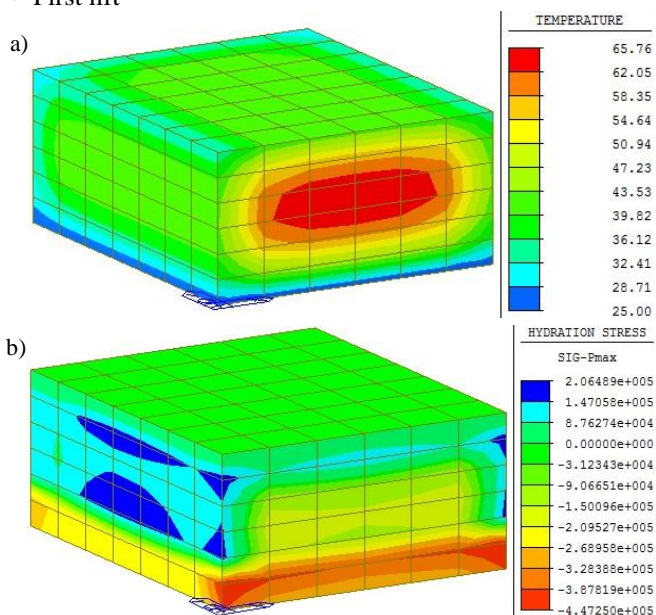 First lift
a)
TEMPERATURE
65.76
62.05
58.35
54.64
50.94
47.23
43.53
39.82
36.12
32.41
28.71
25.00
b)
HYDRATION STRESS
SIG-Pmax
2.06489e+005
1.47058e+005
8.76274e+004
0.00000e+000
-3.12343e+004
-9.06651e+004
-1.50096e+005
-2.09527e+005
-2.68958e+005
-3.28388e+005
-3.87819e+005
-4.47250e+005